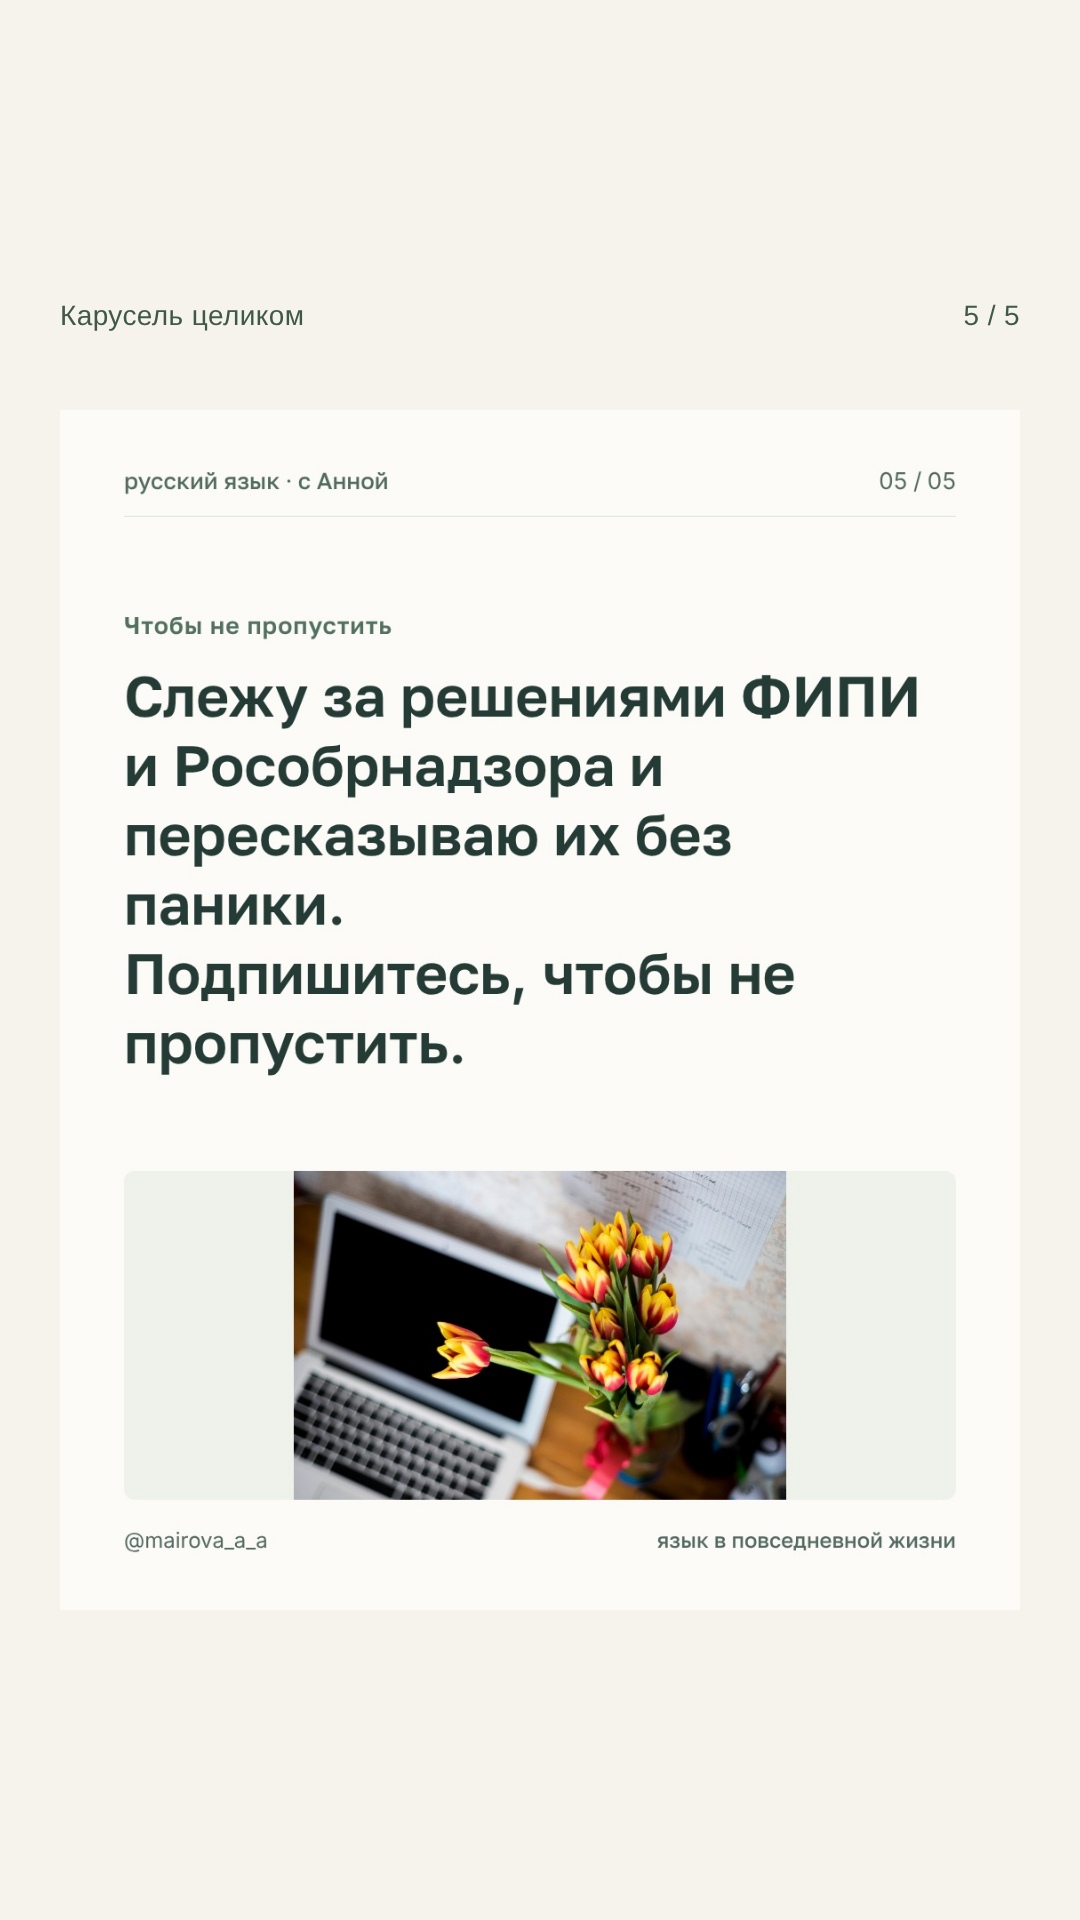 Карусель целиком
5 / 5
русский язык · с Анной
05 / 05
Чтобы не пропустить
Слежу за решениями ФИПИ
и Рособрнадзора и
пересказываю их без
паники.
Подпишитесь, чтобы не
пропустить.
@mairova_a_a
язык в повседневной жизни